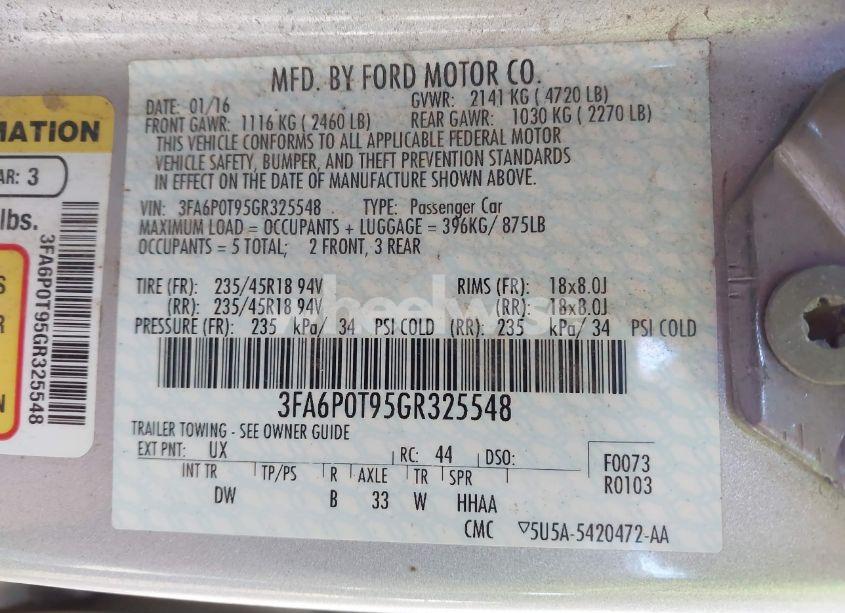 MFD. BY FORD MOTOR CO.
DATE: 01/16 GVWR: 2141 KG ( 4720 LB)
FRONT GAWR: 1116 KG ( 2460 LB) REAR GAWR: 1030 KG ( 2270 LB)
THIS VEHICLE CONFORMS TO ALL APPLICABLE FEDERAL MOTOR
VEHICLE SAFETY, BUMPER, AND THEFT PREVENTION STANDARDS
IN EFFECT ON THE DATE OF MANUFACTURE SHOWN ABOVE.
VIN: 3FA6P0T95GR325548 TYPE: Passenger Car
MAXIMUM LOAD = OCCUPANTS + LUGGAGE = 396KG/ 875LB
OCCUPANTS = 5 TOTAL; 2 FRONT, 3 REAR
TIRE (FR): 235/45R18 94V RIMS (FR): 18x8.0J
(RR): 235/45R18 94V (RR): 18x8.0J
PRESSURE (FR): 235 kPa/ 34 PSI COLD (RR): 235 kPa/ 34 PSI COLD
3FA6P0T95GR325548
TRAILER TOWING - SEE OWNER GUIDE
EXT PNT: UX RC: 44 DSO: F0073
INT TR TP/PS R AXLE TR SPR R0103
DW B 33 W HHAA
CMC ▽5U5A-5420472-AA
MATION
AR: 3
lbs.
3FA6P0T95GR325548
S
R
N